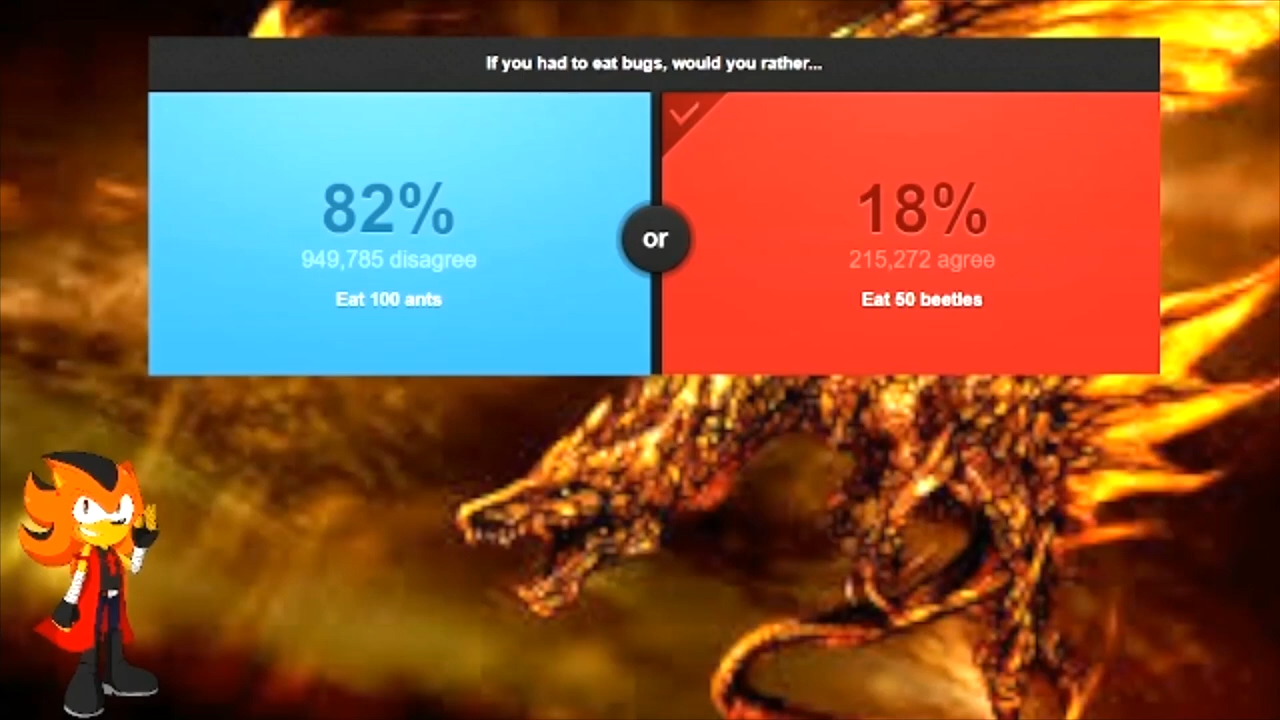 If you had to eat bugs, would you rather...
82%
949,785 disagree
Eat 100 ants
or
18%
215,272 agree
Eat 50 beetles